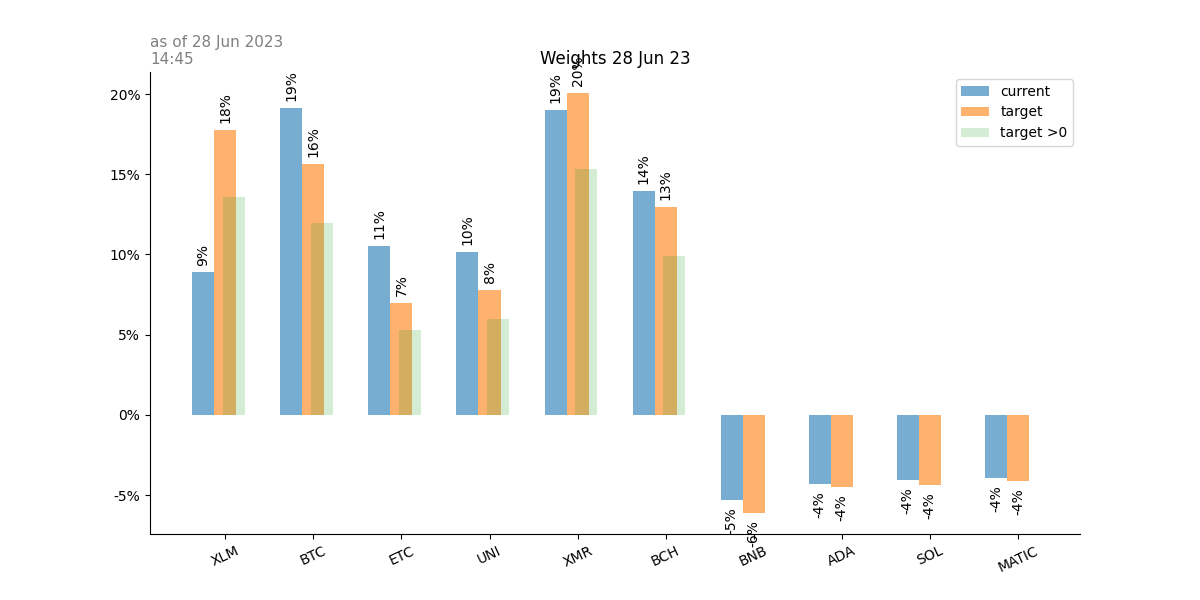 as of 28 Jun 2023
14:45
Weights 28 Jun 23
current
target
target >0
20%
15%
10%
5%
0%
-5%
9%
18%
19%
16%
11%
7%
10%
8%
19%
20%
14%
13%
-5%
-6%
-4%
-4%
-4%
-4%
-4%
-4%
XLM
BTC
ETC
UNI
XMR
BCH
BNB
ADA
SOL
MATIC